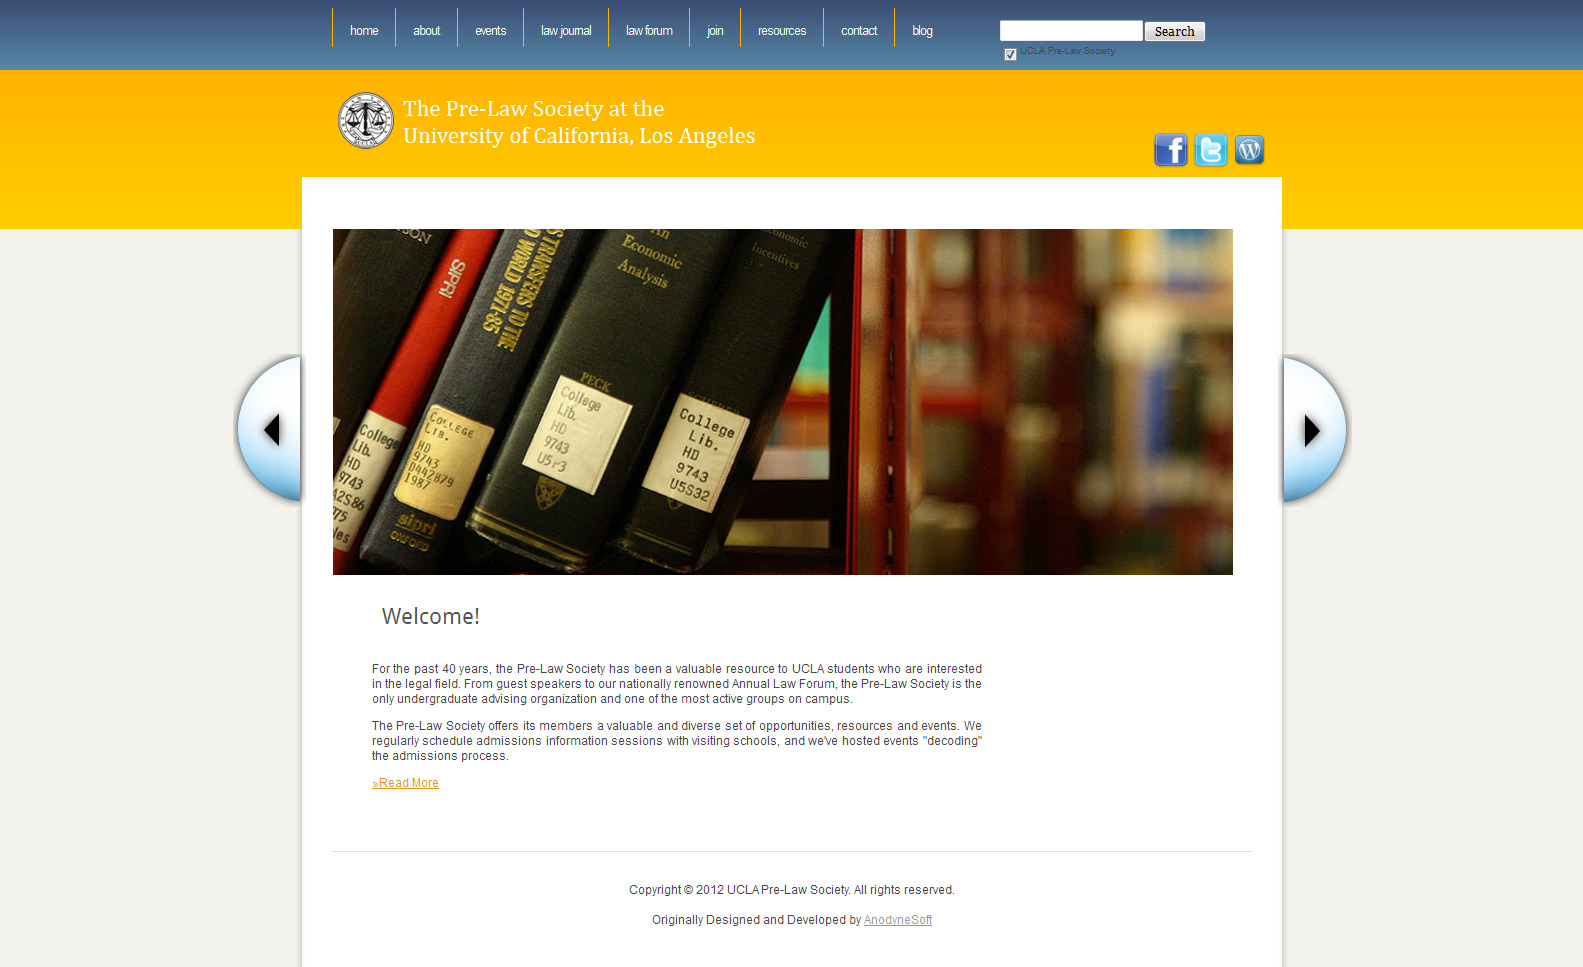 home about events law journal law forum join resources contact blog
Search
UCLA Pre-Law Society
The Pre-Law Society at the
University of California, Los Angeles
SIPRI
TRANSFERS TO THE
WORLD 1971-85
An
Economic
Analysis
Economic
Incentives
PECK
College
Lib.
HD
9743
A2S86
COLLEGE
LIB.
HD
9743
D442879
1987
sipri
OXFORD
College
Lib.
HD
9743
College
Lib.
HD
9743
U5S32
Welcome!
For the past 40 years, the Pre-Law Society has been a valuable resource to UCLA students who are interested
in the legal field. From guest speakers to our nationally renowned Annual Law Forum, the Pre-Law Society is the
only undergraduate advising organization and one of the most active groups on campus.
The Pre-Law Society offers its members a valuable and diverse set of opportunities, resources and events. We
regularly schedule admissions information sessions with visiting schools, and we've hosted events "decoding"
the admissions process.
»Read More
Copyright © 2012 UCLA Pre-Law Society. All rights reserved.
Originally Designed and Developed by AnodyneSoft